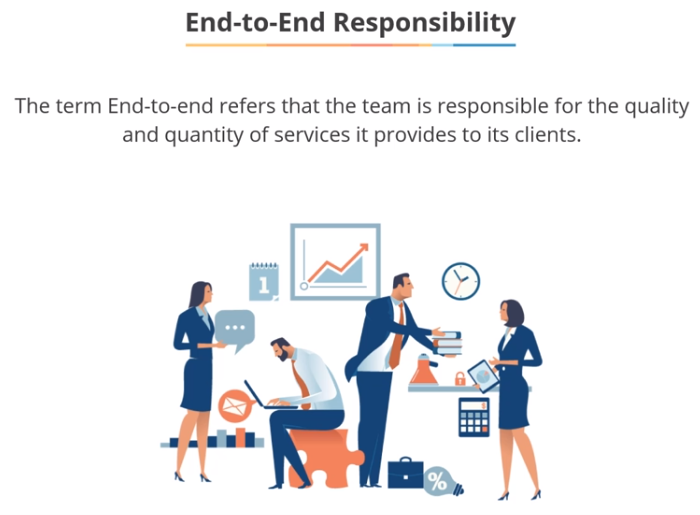 End-to-End Responsibility
The term End-to-end refers that the team is responsible for the quality
and quantity of services it provides to its clients.
1
%